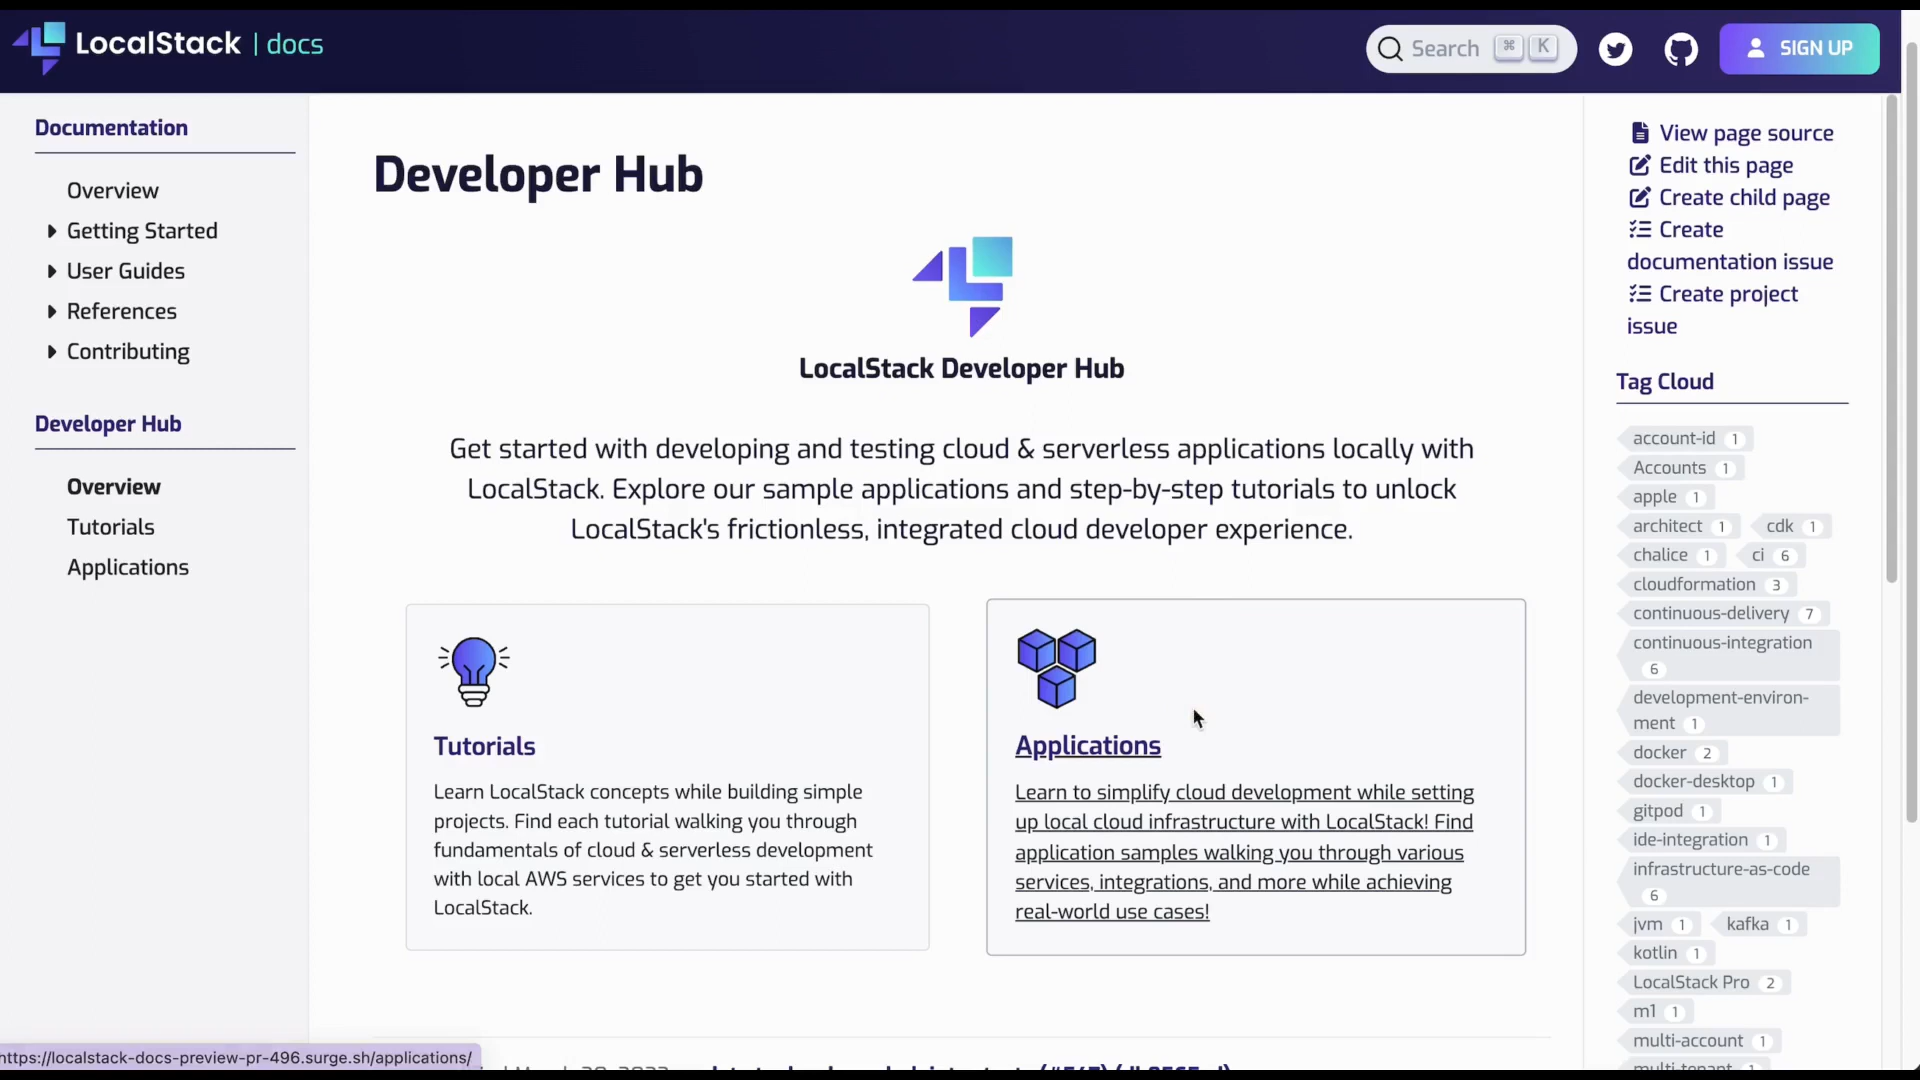 LocalStack | docs
Search ⌘ K
SIGN UP
Documentation
Overview
Getting Started
User Guides
References
Contributing
Developer Hub
Overview
Tutorials
Applications
Developer Hub
LocalStack Developer Hub
Get started with developing and testing cloud & serverless applications locally with
LocalStack. Explore our sample applications and step-by-step tutorials to unlock
LocalStack's frictionless, integrated cloud developer experience.
Tutorials
Learn LocalStack concepts while building simple
projects. Find each tutorial walking you through
fundamentals of cloud & serverless development
with local AWS services to get you started with
LocalStack.
Applications
Learn to simplify cloud development while setting
up local cloud infrastructure with LocalStack! Find
application samples walking you through various
services, integrations, and more while achieving
real-world use cases!
View page source
Edit this page
Create child page
Create
documentation issue
Create project
issue
Tag Cloud
account-id 1
Accounts 1
apple 1
architect 1 cdk 1
chalice 1 ci 6
cloudformation 3
continuous-delivery 7
continuous-integration
6
development-environ-
ment 1
docker 2
docker-desktop 1
gitpod 1
ide-integration 1
infrastructure-as-code
6
jvm 1 kafka 1
kotlin 1
LocalStack Pro 2
m1 1
multi-account 1
multi-tenant 1
https://localstack-docs-preview-pr-496.surge.sh/applications/